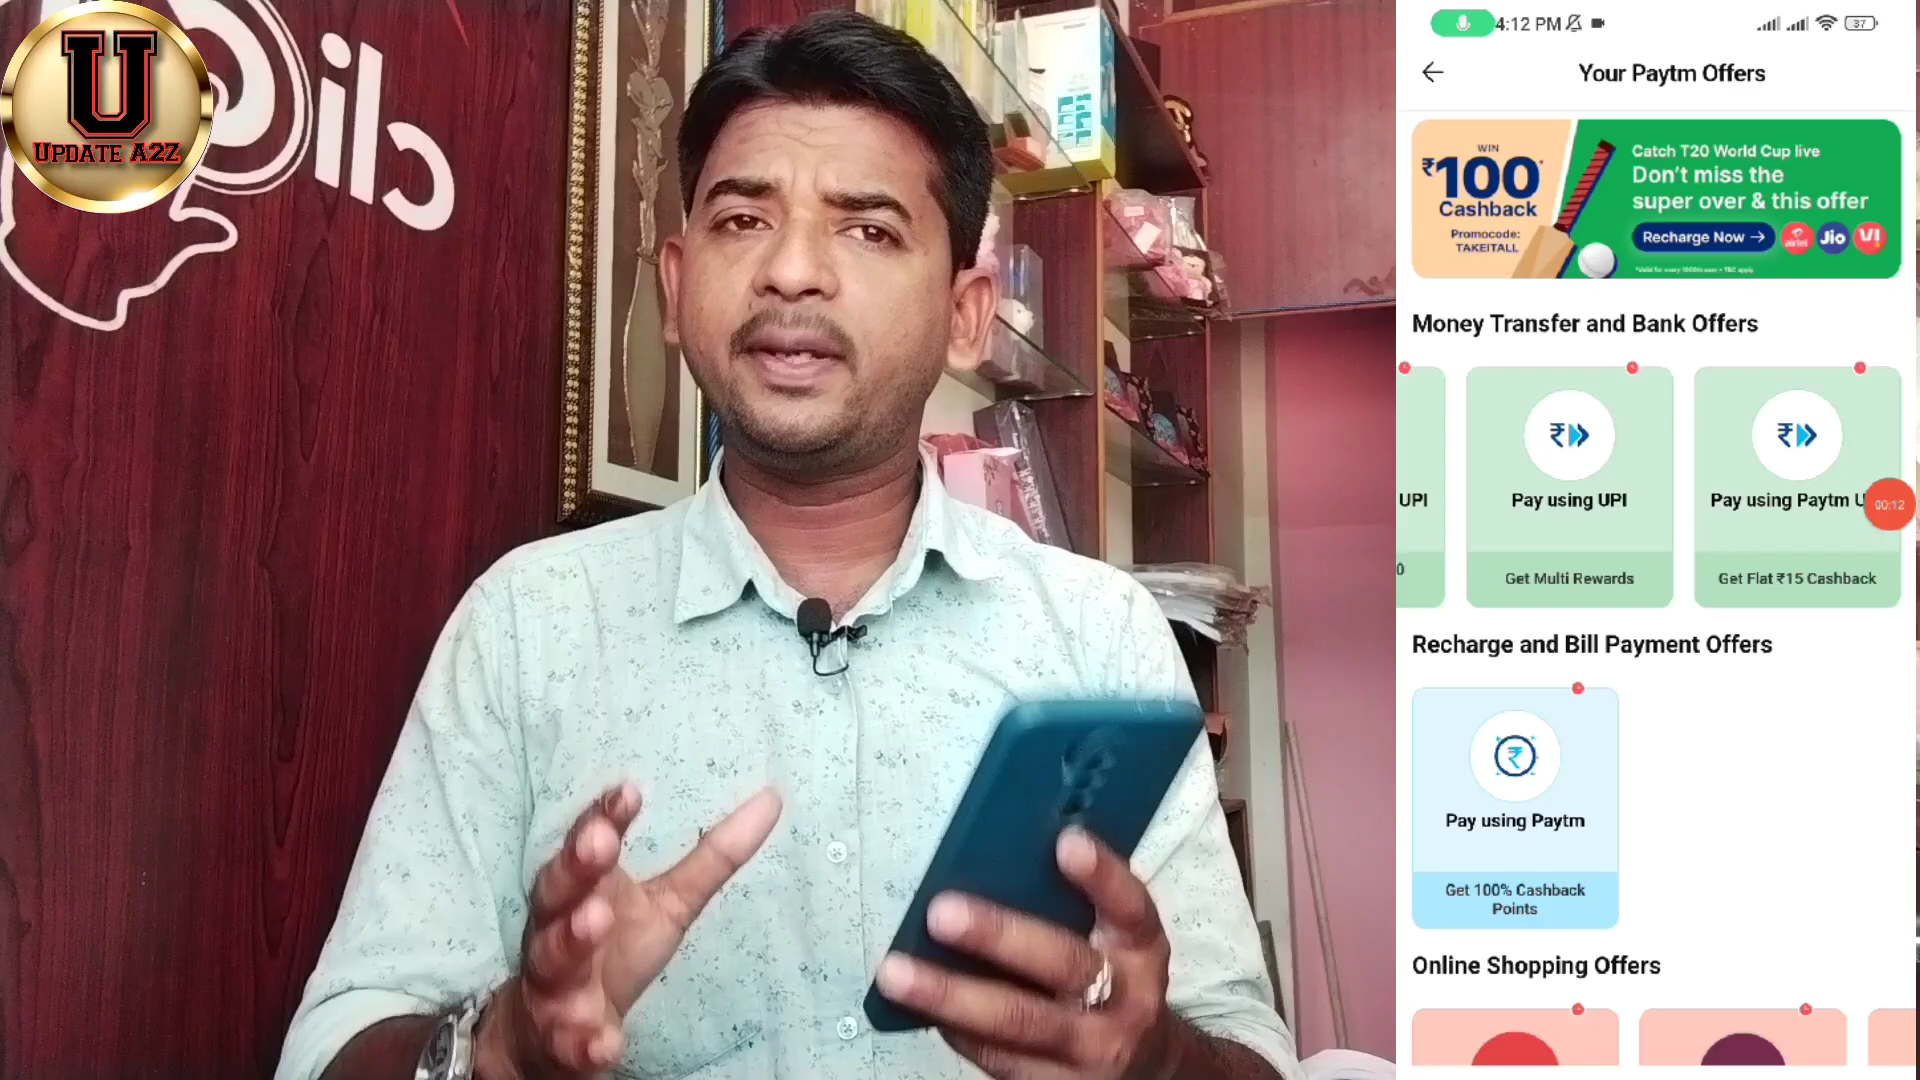 U
UPDATE A2Z
4:12 PM
37
Your Paytm Offers
WIN
₹100*
Cashback
Promocode:
TAKEITALL
Catch T20 World Cup live
Don't miss the
super over & this offer
Recharge Now →
airtel
Jio
VI
Money Transfer and Bank Offers
UPI
Pay using UPI
Pay using Paytm U
00:12
0
Get Multi Rewards
Get Flat ₹15 Cashback
Recharge and Bill Payment Offers
₹
Pay using Paytm
Get 100% Cashback
Points
Online Shopping Offers